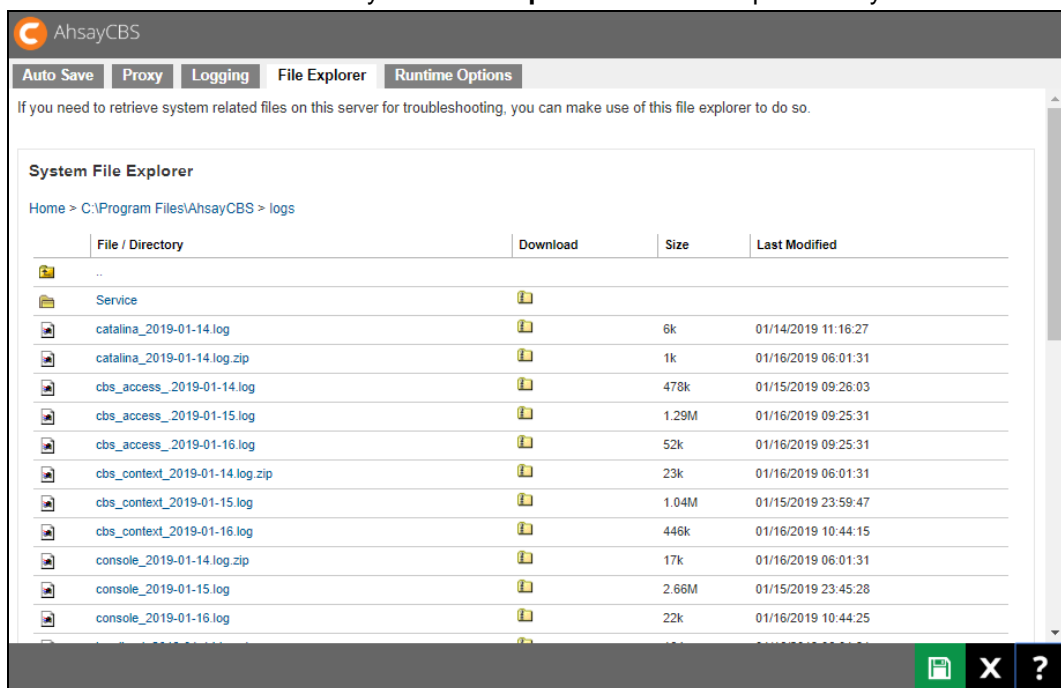 AhsayCBS
Auto Save Proxy Logging File Explorer Runtime Options
If you need to retrieve system related files on this server for troubleshooting, you can make use of this file explorer to do so.
System File Explorer
Home > C:\Program Files\AhsayCBS > logs
File / Directory Download Size Last Modified
..
Service
catalina_2019-01-14.log 6k 01/14/2019 11:16:27
catalina_2019-01-14.log.zip 1k 01/16/2019 06:01:31
cbs_access_.2019-01-14.log 478k 01/15/2019 09:26:03
cbs_access_.2019-01-15.log 1.29M 01/16/2019 09:25:31
cbs_access_.2019-01-16.log 52k 01/16/2019 09:25:31
cbs_context_2019-01-14.log.zip 23k 01/16/2019 06:01:31
cbs_context_2019-01-15.log 1.04M 01/15/2019 23:59:47
cbs_context_2019-01-16.log 446k 01/16/2019 10:44:15
console_2019-01-14.log.zip 17k 01/16/2019 06:01:31
console_2019-01-15.log 2.66M 01/15/2019 23:45:28
console_2019-01-16.log 22k 01/16/2019 10:44:25
X ?